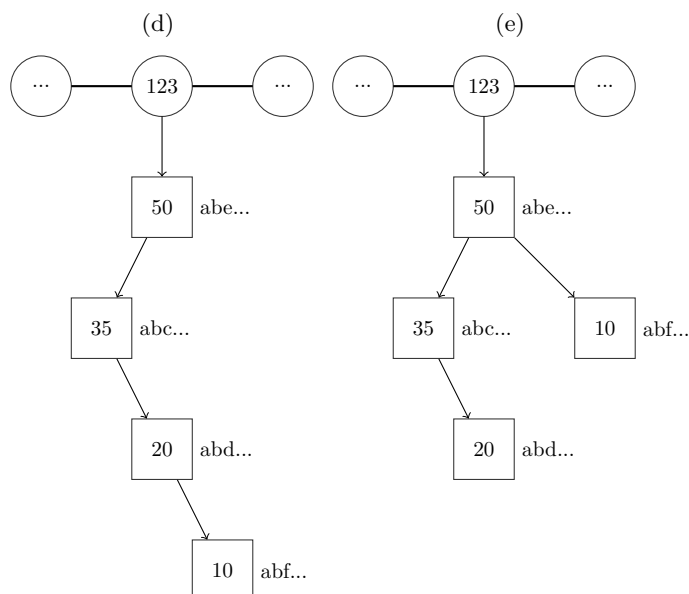 (d) (e)
... 123 ... ... 123 ...
50 abe... 50 abe...
35 abc... 35 abc... 10 abf...
20 abd... 20 abd...
10 abf...